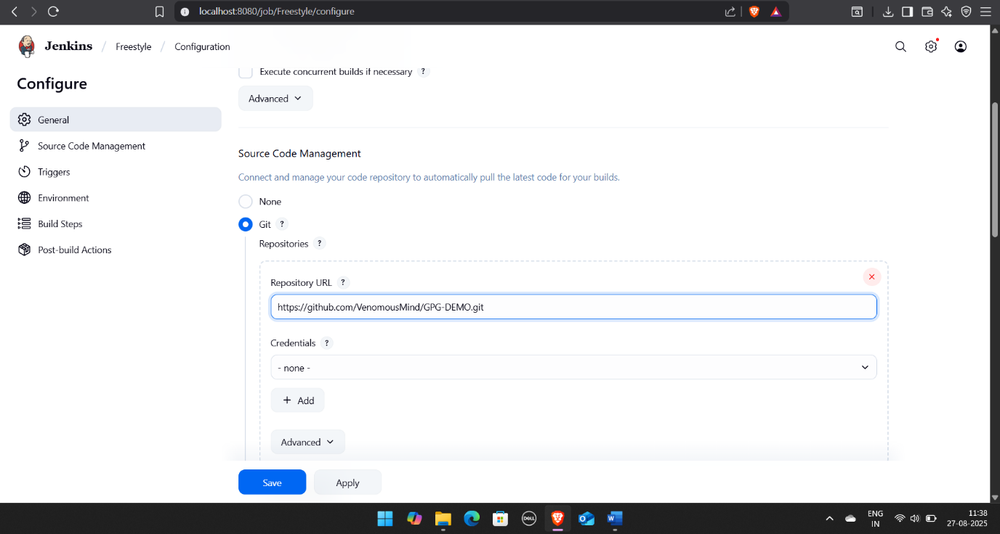 localhost:8080/job/Freestyle/configure
Jenkins / Freestyle / Configuration
Configure
General
Source Code Management
Triggers
Environment
Build Steps
Post-build Actions
Execute concurrent builds if necessary ?
Advanced
Source Code Management
Connect and manage your code repository to automatically pull the latest code for your builds.
None
Git ?
Repositories ?
Repository URL ?
https://github.com/VenomousMind/GPG-DEMO.git
Credentials ?
- none -
+ Add
Advanced
Save
Apply
DELL
ENG
IN
11:38
27-08-2025